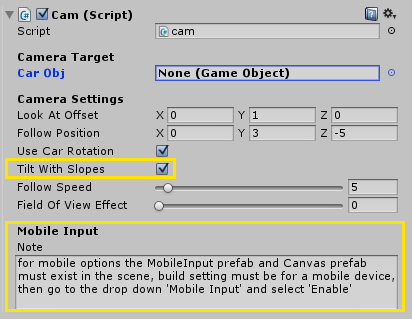 Cam (Script)
Script cam
Camera Target
Car Obj None (Game Object)
Camera Settings
Look At Offset X 0 Y 1 Z 0
Follow Position X 0 Y 3 Z -5
Use Car Rotation
Tilt With Slopes
Follow Speed 5
Field Of View Effect 0
Mobile Input
Note
for mobile options the MobileInput prefab and Canvas prefab
must exist in the scene, build setting must be for a mobile device,
then go to the drop down 'Mobile Input' and select 'Enable'